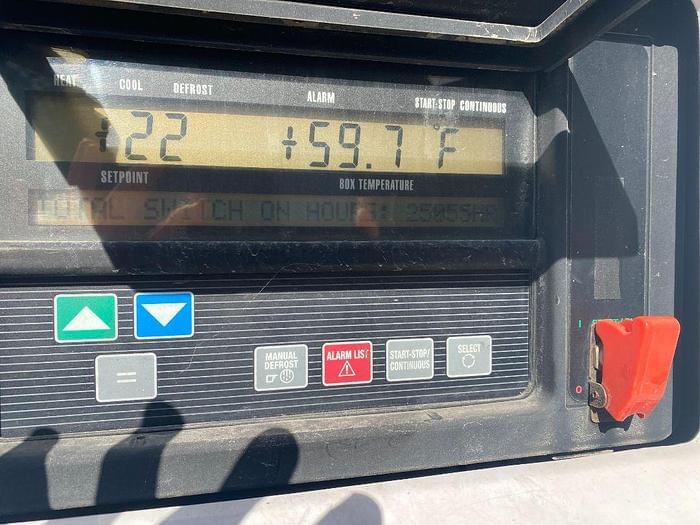 HEAT COOL DEFROST ALARM START-STOP CONTINUOUS
+22 +59.7 °F
SETPOINT BOX TEMPERATURE
TOTAL SWITCH ON HOURS: 25055HR
MANUAL DEFROST
ALARM LIST
START-STOP/ CONTINUOUS
SELECT
=
I
O